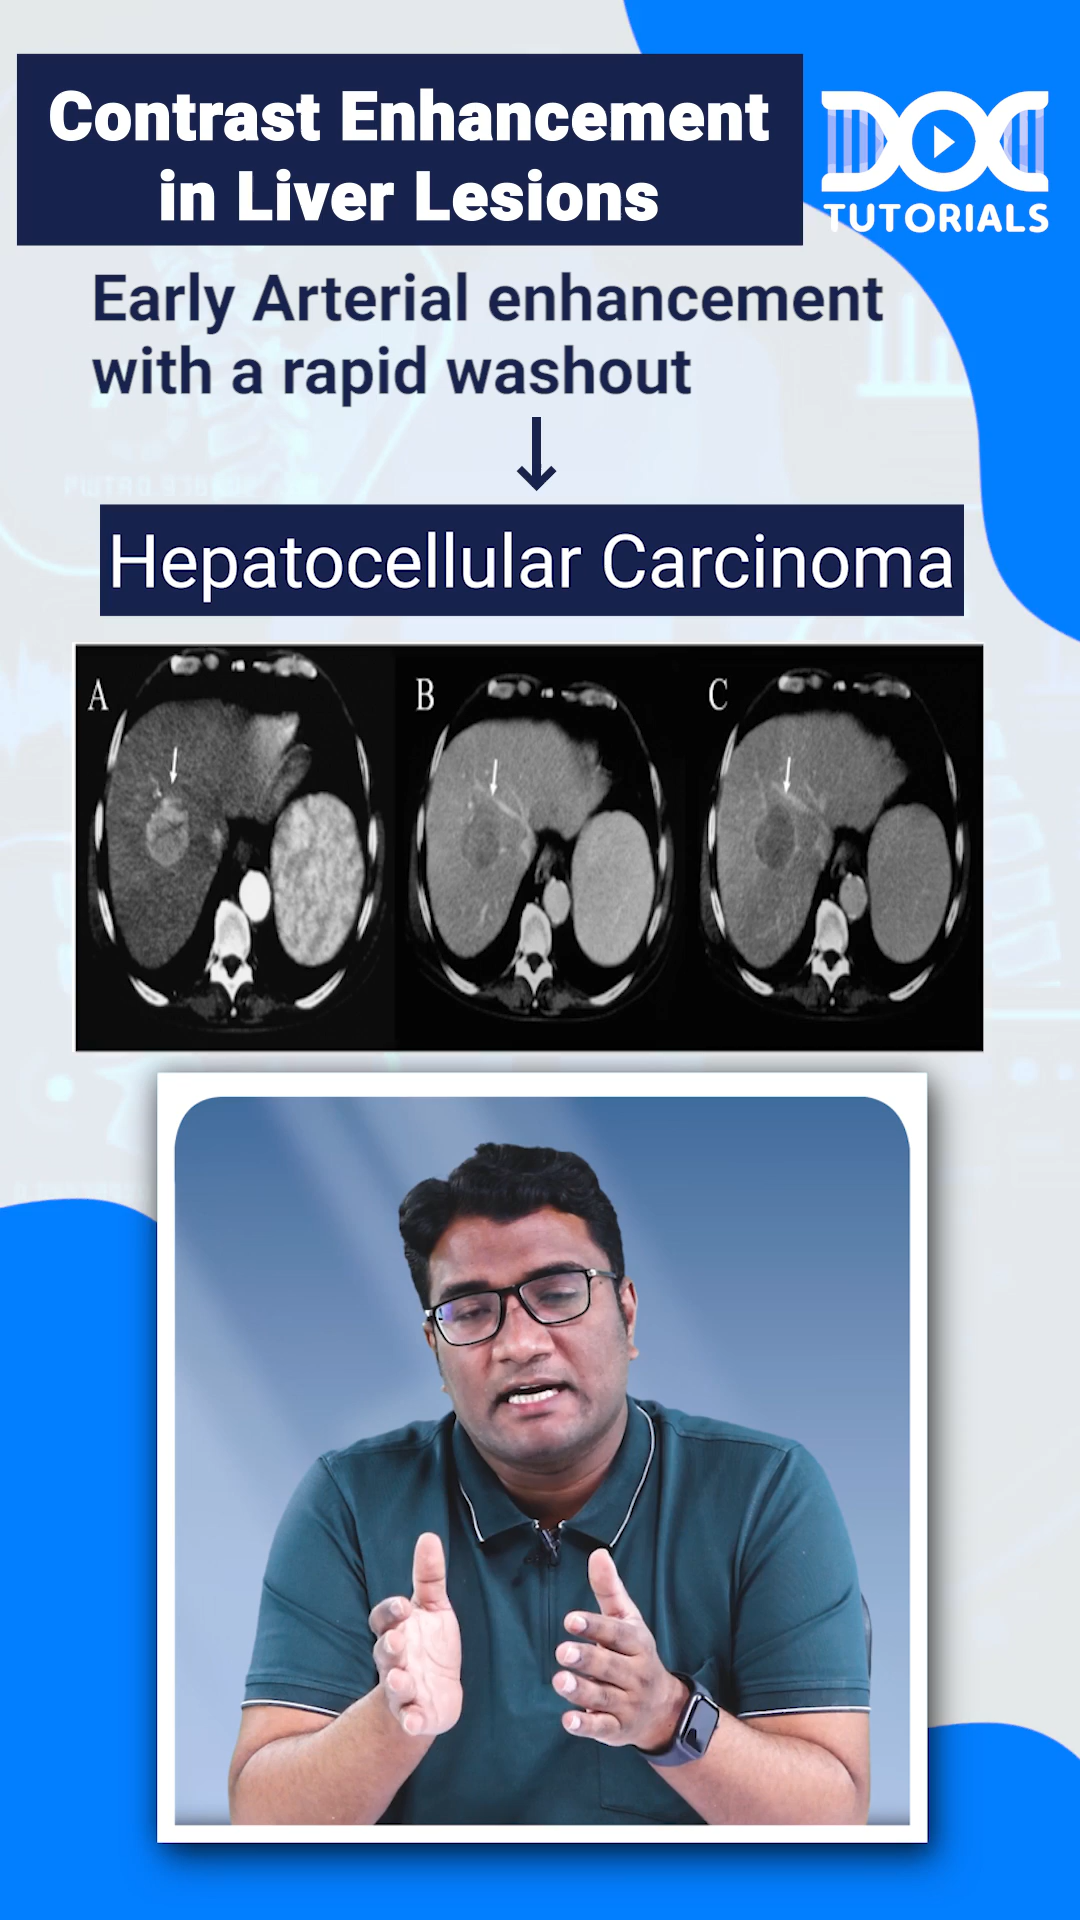 Contrast Enhancement
in Liver Lesions
DOC
TUTORIALS
Early Arterial enhancement
with a rapid washout
Hepatocellular Carcinoma
A
B
C